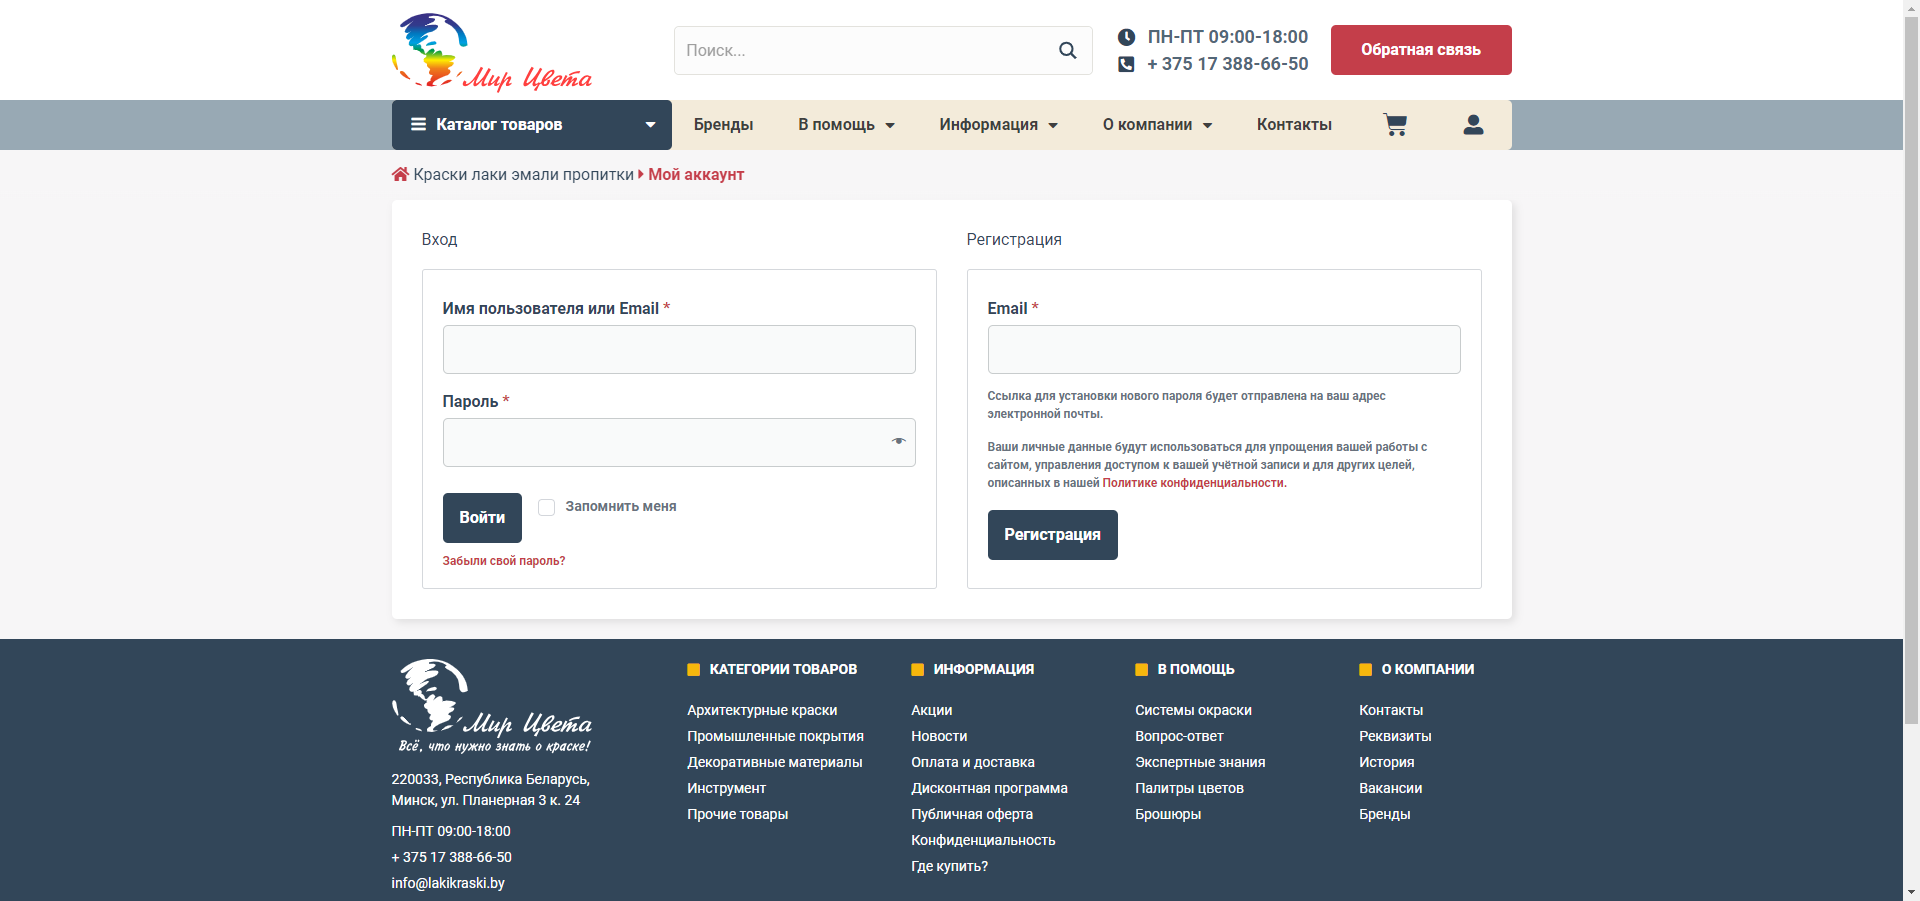 Мир Цвета
Поиск...
ПН-ПТ 09:00-18:00
+ 375 17 388-66-50
Обратная связь
Каталог товаров
Бренды
В помощь
Информация
О компании
Контакты
Краски лаки эмали пропитки
Мой аккаунт
Вход
Имя пользователя или Email *
Пароль *
Войти
Запомнить меня
Забыли свой пароль?
Регистрация
Email *
Ссылка для установки нового пароля будет отправлена на ваш адрес
электронной почты.
Ваши личные данные будут использоваться для упрощения вашей работы с
сайтом, управления доступом к вашей учётной записи и для других целей,
описанных в нашей Политике конфиденциальности.
Регистрация
Мир Цвета
Всё, что нужно знать о краске!
220033, Республика Беларусь,
Минск, ул. Планерная 3 к. 24
ПН-ПТ 09:00-18:00
+ 375 17 388-66-50
info@lakikraski.by
КАТЕГОРИИ ТОВАРОВ
Архитектурные краски
Промышленные покрытия
Декоративные материалы
Инструмент
Прочие товары
ИНФОРМАЦИЯ
Акции
Новости
Оплата и доставка
Дисконтная программа
Публичная оферта
Конфиденциальность
Где купить?
В ПОМОЩЬ
Системы окраски
Вопрос-ответ
Экспертные знания
Палитры цветов
Брошюры
О КОМПАНИИ
Контакты
Реквизиты
История
Вакансии
Бренды